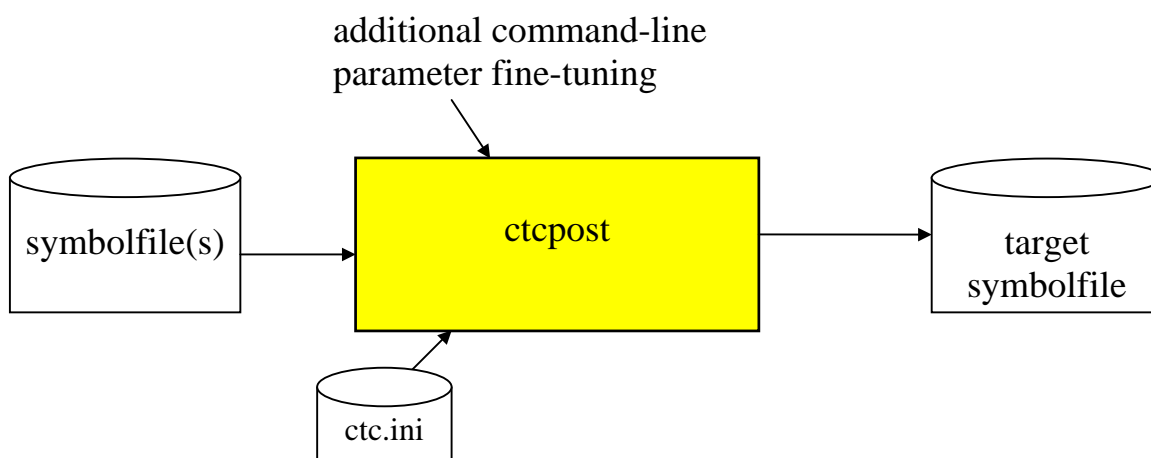 additional command-line
parameter fine-tuning
symbolfile(s)
ctcpost
target
symbolfile
ctc.ini